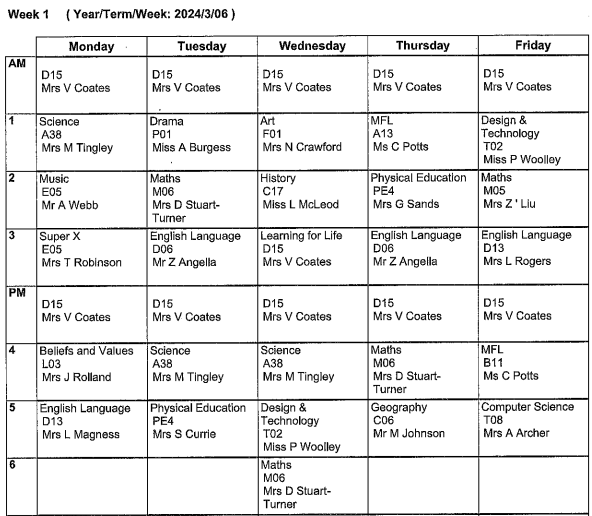 Week 1 ( Year/Term/Week: 2024/3/06 )
Monday Tuesday Wednesday Thursday Friday
AM
D15 D15 D15 D15 D15
Mrs V Coates Mrs V Coates Mrs V Coates Mrs V Coates Mrs V Coates
1
Science
A38
Mrs M Tingley
Drama
P01
Miss A Burgess
Art
F01
Mrs N Crawford
MFL
A13
Ms C Potts
Design &
Technology
T02
Miss P Woolley
2
Music
E05
Mr A Webb
Maths
M06
Mrs D Stuart-
Turner
History
C17
Miss L McLeod
Physical Education
PE4
Mrs G Sands
Maths
M05
Mrs Z ' Liu
3
Super X
E05
Mrs T Robinson
English Language
D06
Mr Z Angella
Learning for Life
D15
Mrs V Coates
English Language
D06
Mr Z Angella
English Language
D13
Mrs L Rogers
PM
D15 D15 D15 D15 D15
Mrs V Coates Mrs V Coates Mrs V Coates Mrs V Coates Mrs V Coates
4
Beliefs and Values
L03
Mrs J Rolland
Science
A38
Mrs M Tingley
Science
A38
Mrs M Tingley
Maths
M06
Mrs D Stuart-
Turner
MFL
B11
Ms C Potts
5
English Language
D13
Mrs L Magness
Physical Education
PE4
Mrs S Currie
Design &
Technology
T02
Miss P Woolley
Geography
C06
Mr M Johnson
Computer Science
T08
Mrs A Archer
6
Maths
M06
Mrs D Stuart-
Turner